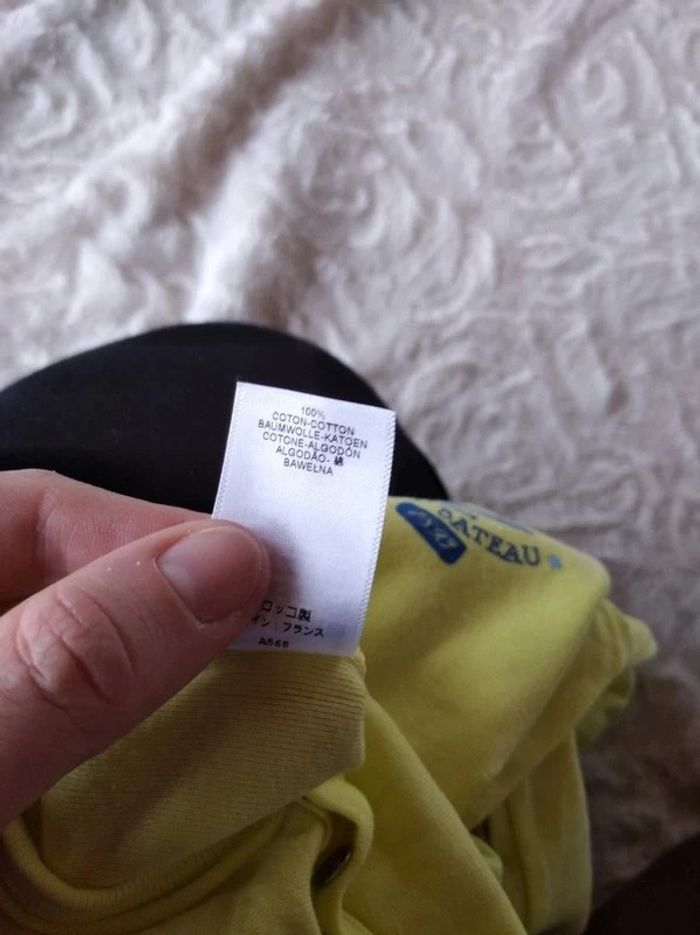 100%
COTON-COTTON
BAUMWOLLE-KATOEN
COTONE-ALGODÓN
ALGODÃO- 綿
BAWEŁNA
ロッコ製
イン：フランス
A568
BATEAU